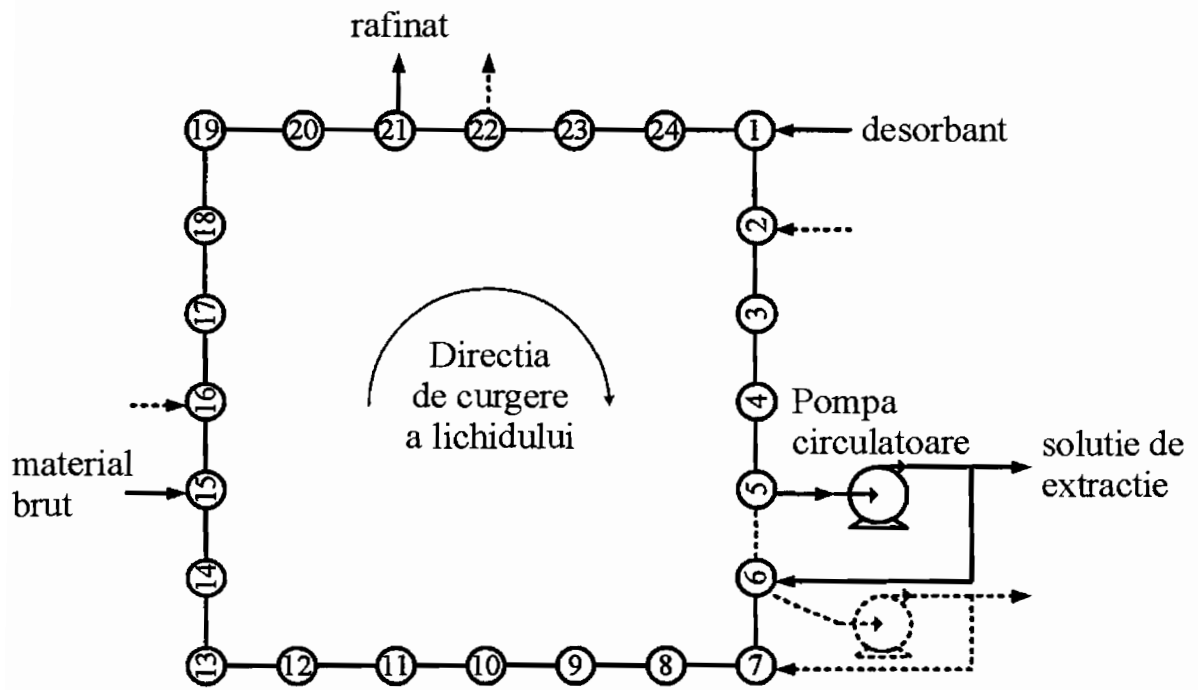 rafinat
19 20 21 22 23 24 1
desorbant
18
2
17
3
Directia
de curgere
a lichidului
16
4
Pompa
circulatoare
material
brut
15
5
solutie de
extractie
14
6
13 12 11 10 9 8 7